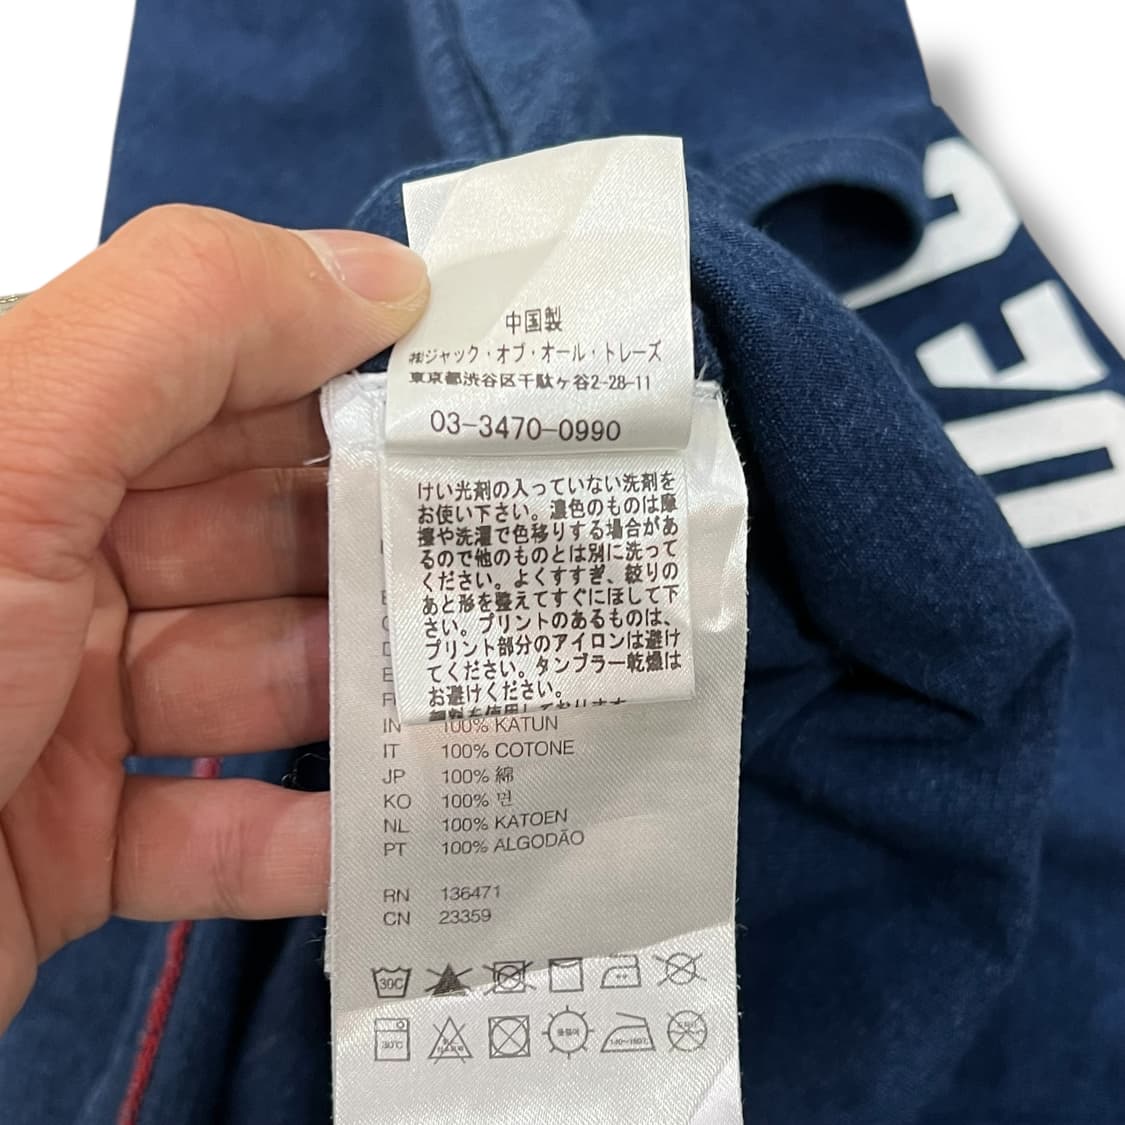 中国製
㈱ジャック・オブ・オール・トレーズ
東京都渋谷区千駄ヶ谷2-28-11
03-3470-0990
けい光剤の入っていない洗剤を
お使い下さい。濃色のものは摩
擦や洗濯で色移りする場合があ
るので他のものとは別に洗って
ください。よくすすぎ、絞りの
あと形を整えてすぐにほして下
さい。プリントのあるものは、
プリント部分のアイロンは避け
てください。タンブラー乾燥は
お避けください。
IN 100% KATUN
IT 100% COTONE
JP 100% 綿
KO 100% 면
NL 100% KATOEN
PT 100% ALGODÃO
RN 136471
CN 23359
30C
30℃